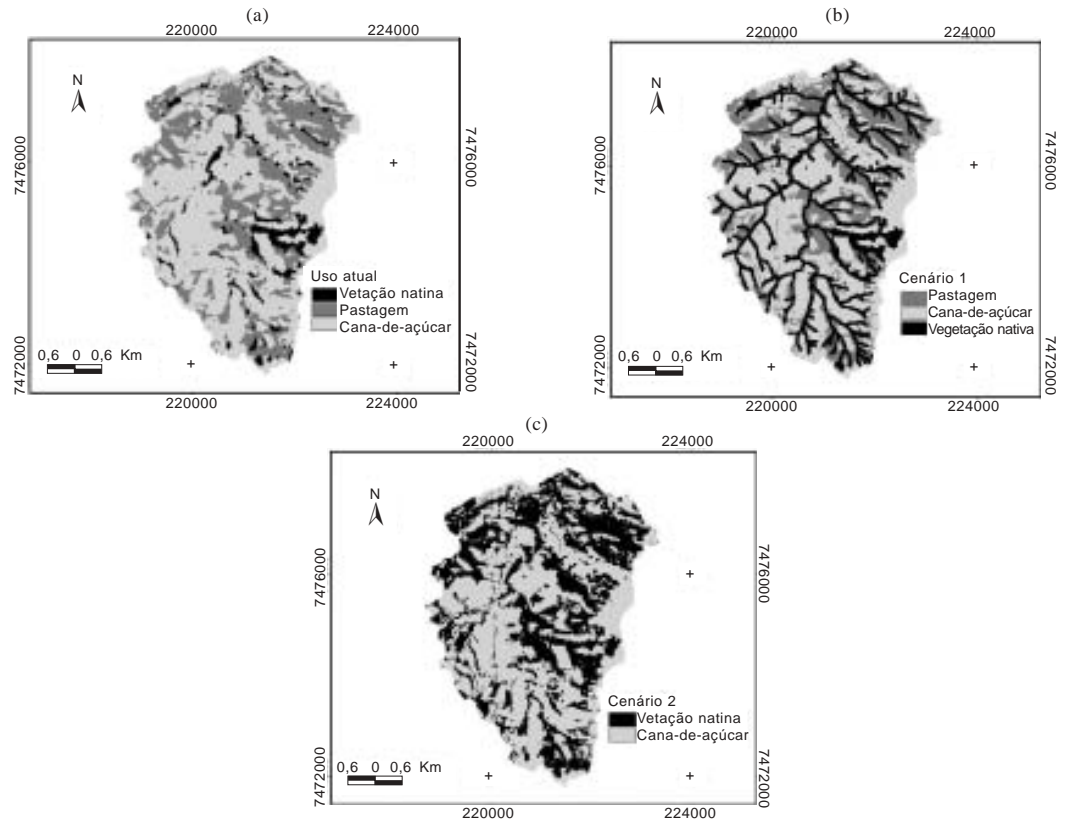 (a)
220000 224000
N
7476000
7476000
Uso atual
Vetação natina
Pastagem
Cana-de-açúcar
0,6 0 0,6 Km
7472000
7472000
220000 224000
(b)
220000 224000
N
7476000
7476000
Cenário 1
Pastagem
Cana-de-açúcar
Vegetação nativa
0,6 0 0,6 Km
7472000
7472000
220000 224000
(c)
220000 224000
N
7476000
7476000
Cenário 2
Vetação natina
Cana-de-açúcar
0,6 0 0,6 Km
7472000
7472000
220000 224000